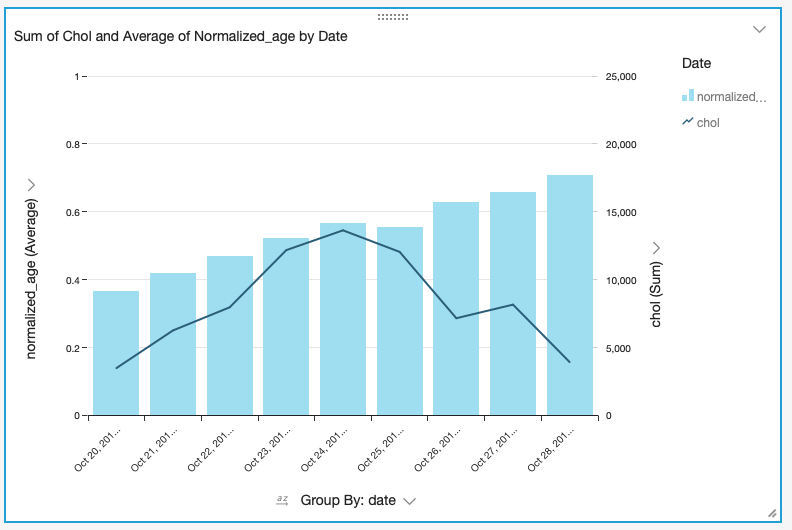 Sum of Chol and Average of Normalized_age by Date
Date
normalized...
chol
normalized_age (Average)
1
0.8
0.6
0.4
0.2
0
25,000
20,000
15,000
10,000
5,000
0
chol (Sum)
Oct 20, 201...
Oct 21, 201...
Oct 22, 201...
Oct 23, 201...
Oct 24, 201...
Oct 25, 201...
Oct 26, 201...
Oct 27, 201...
Oct 28, 201...
az
Group By: date